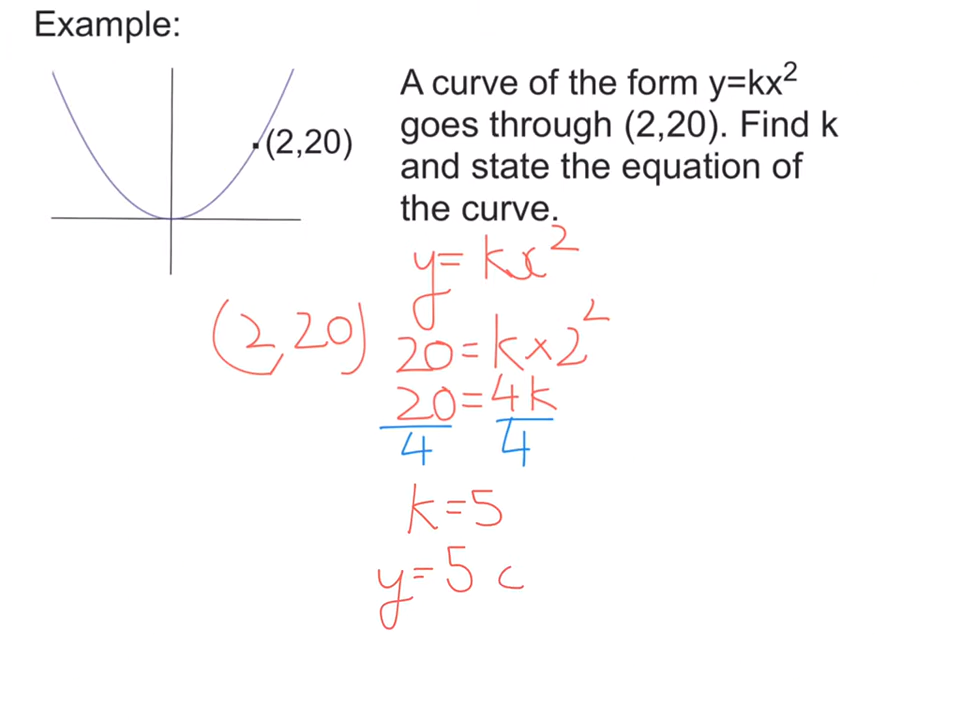 Example:
(2,20)
A curve of the form y=kx²
goes through (2,20). Find k
and state the equation of
the curve.
y= kx²
(2,20) 20=k×2²
20=4k
4 4
k=5
y=5 c